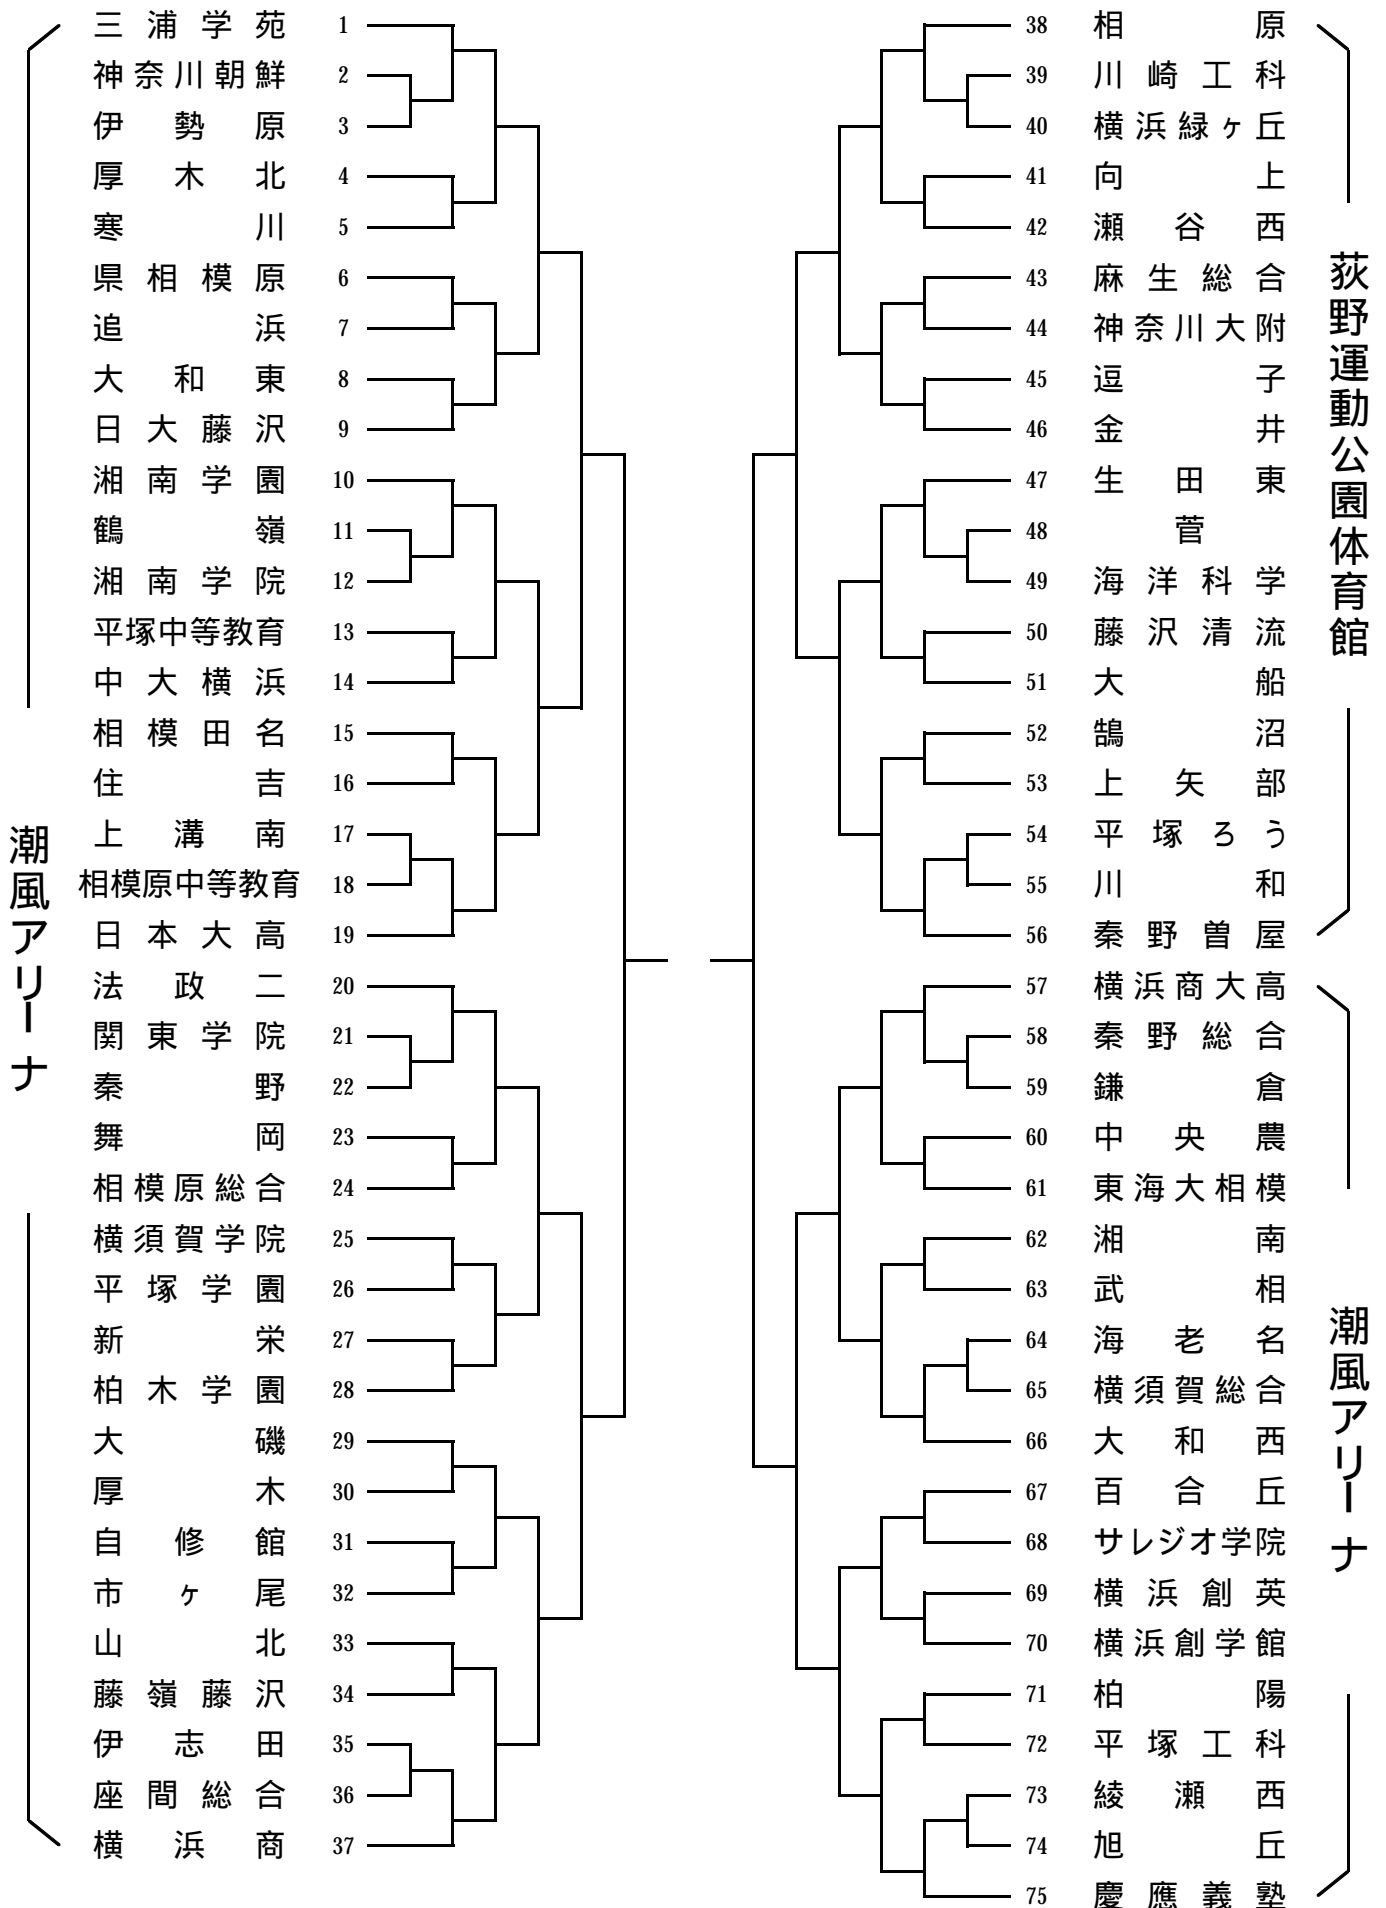 三浦学苑 1
神奈川朝鮮 2
伊勢原 3
厚木北 4
寒川 5
県相模原 6
追浜 7
大和東 8
日大藤沢 9
湘南学園 10
鶴嶺 11
湘南学院 12
平塚中等教育 13
中大横浜 14
相模田名 15
住吉 16
上溝南 17
相模原中等教育 18
日本大高 19
法政二 20
関東学院 21
秦野 22
舞岡 23
相模原総合 24
横須賀学院 25
平塚学園 26
新栄 27
柏木学園 28
大磯 29
厚木 30
自修館 31
市ヶ尾 32
山北 33
藤嶺藤沢 34
伊志田 35
座間総合 36
横浜商 37
潮風アリーナ
38 相原
39 川崎工科
40 横浜緑ヶ丘
41 向上
42 瀬谷西
43 麻生総合
44 神奈川大附
45 逗子
46 金井
47 生田東
48 菅
49 海洋科学
50 藤沢清流
51 大船
52 鵠沼
53 上矢部
54 平塚ろう
55 川和
56 秦野曽屋
57 横浜商大高
58 秦野総合
59 鎌倉
60 中央農
61 東海大相模
62 湘南
63 武相
64 海老名
65 横須賀総合
66 大和西
67 百合丘
68 サレジオ学院
69 横浜創英
70 横浜創学館
71 柏陽
72 平塚工科
73 綾瀬西
74 旭丘
75 慶應義塾
荻野運動公園体育館
潮風アリーナ